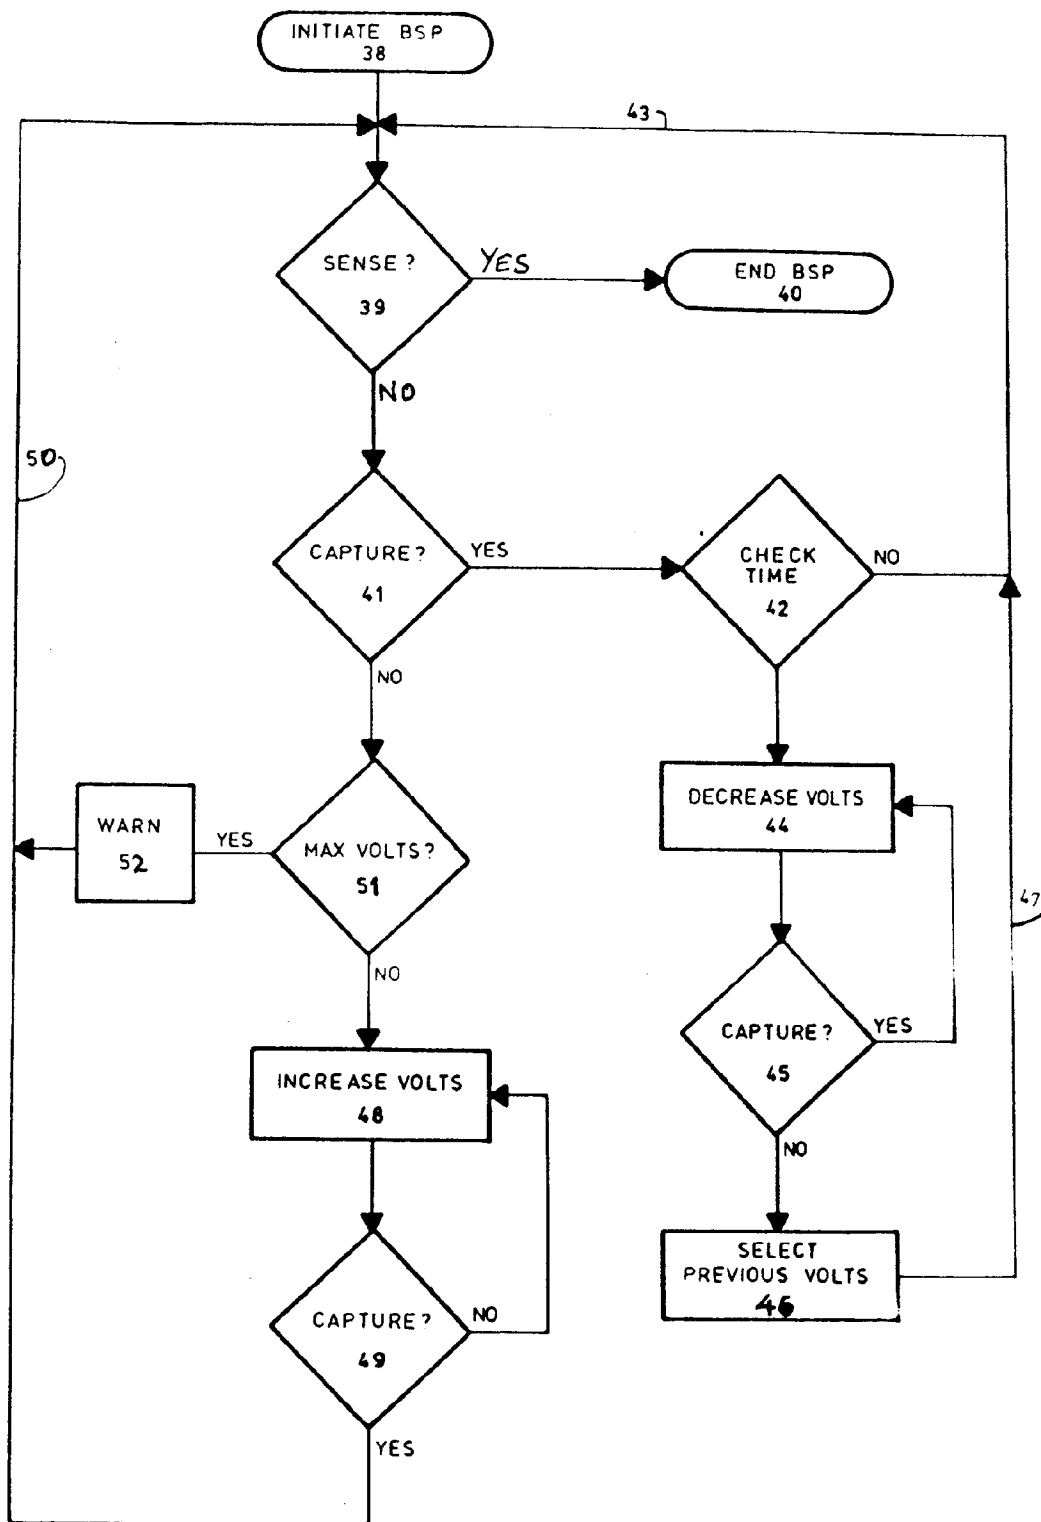 INITIATE BSP
38
43
SENSE?
39
YES
END BSP
40
NO
50
CAPTURE?
41
YES
CHECK
TIME
42
NO
NO
WARN
52
YES
MAX VOLTS?
51
DECREASE VOLTS
44
47
NO
CAPTURE?
45
YES
INCREASE VOLTS
48
NO
SELECT
PREVIOUS VOLTS
46
CAPTURE?
49
NO
YES